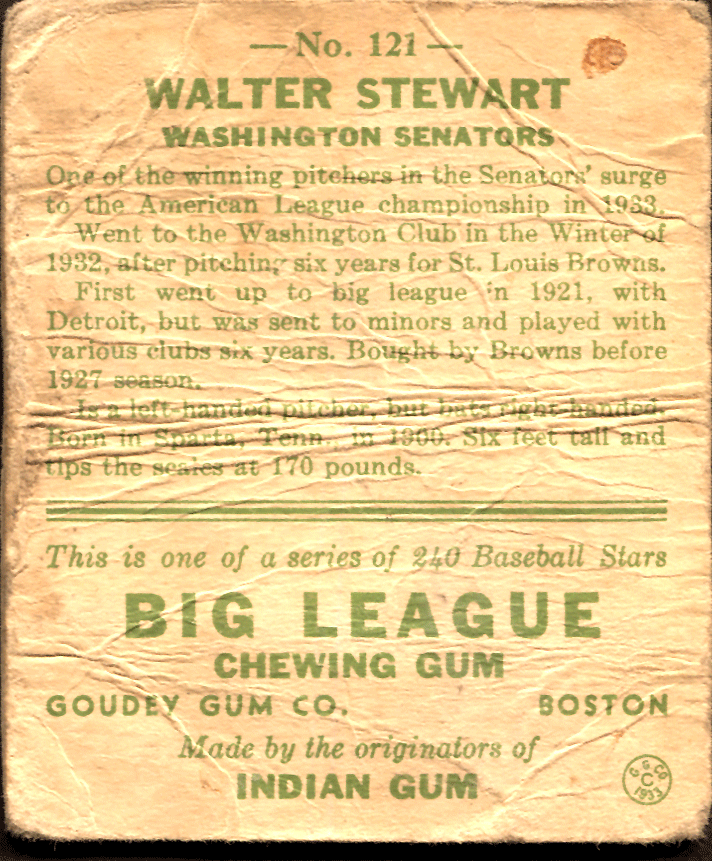 — No. 121 —
WALTER STEWART
WASHINGTON SENATORS
One of the winning pitchers in the Senators' surge
to the American League championship in 1933.
Went to the Washington Club in the Winter of
1932, after pitching six years for St. Louis Browns.
First went up to big league in 1921, with
Detroit, but was sent to minors and played with
various clubs six years. Bought by Browns before
1927 season.
Is a left-handed pitcher, but bats right-handed.
Born in Sparta, Tenn., in 1900. Six feet tall and
tips the scales at 170 pounds.
This is one of a series of 240 Baseball Stars
BIG LEAGUE
CHEWING GUM
GOUDEY GUM CO. BOSTON
Made by the originators of
INDIAN GUM
G. G. CO.
C
1933